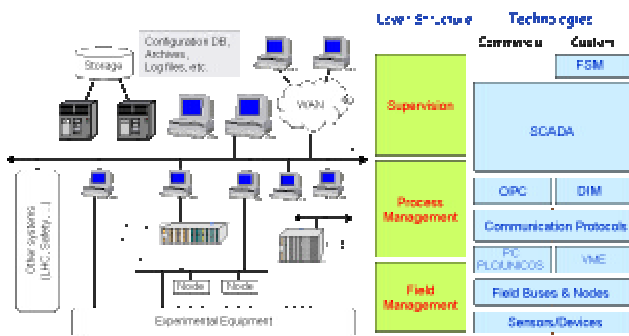 Layer Structure
Technologies
Commercial
Custom
Configuration DB,
Archives,
Log files, etc.
Storage
WAN
FSM
Supervision
SCADA
Other systems
(LHC, Safety, ...)
Process
Management
OPC
DIM
Communication Protocols
PC
PLC/UNICOS
VME
Node
Node
Field
Management
Field Buses & Nodes
Experimental Equipment
Sensors/Devices